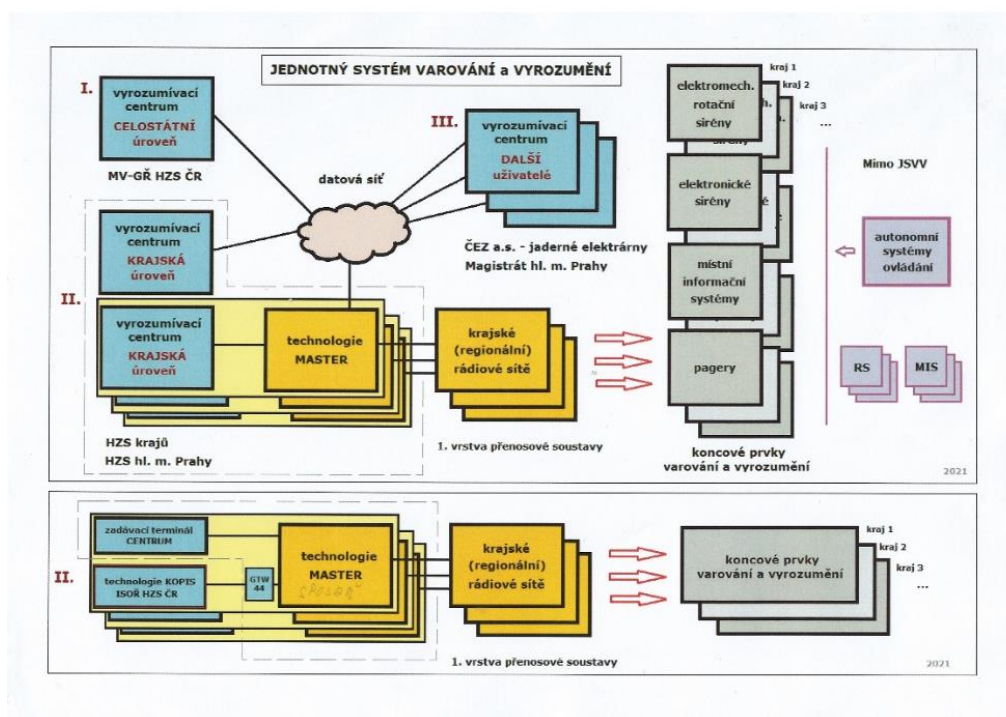 JEDNOTNÝ SYSTÉM VAROVÁNÍ a VYROZUMĚNÍ
I.
vyrozumívací
centrum
CELOSTÁTNÍ
úroveň
MV-GŘ HZS ČR
datová síť
III.
vyrozumívací
centrum
DALŠÍ
uživatelé
ČEZ a.s. - jaderné elektrárny
Magistrát hl. m. Prahy
vyrozumívací
centrum
KRAJSKÁ
úroveň
II.
vyrozumívací
centrum
KRAJSKÁ
úroveň
technologie
MASTER
HZS krajů
HZS hl. m. Prahy
krajské
(regionální)
rádiové sítě
1. vrstva přenosové soustavy
kraj 1
kraj 2
kraj 3
...
elektromech.
rotační
sirény
elektronické
sirény
místní
informační
systémy
pagery
koncové prvky
varování a vyrozumění
Mimo JSVV
autonomní
systémy
ovládání
RS
MIS
2021
II.
zadávací terminál
CENTRUM
technologie KOPIS
ISOŘ HZS ČR
GTW
44
technologie
MASTER
krajské
(regionální)
rádiové sítě
1. vrstva přenosové soustavy
koncové prvky
varování a vyrozumění
kraj 1
kraj 2
kraj 3
...
2021